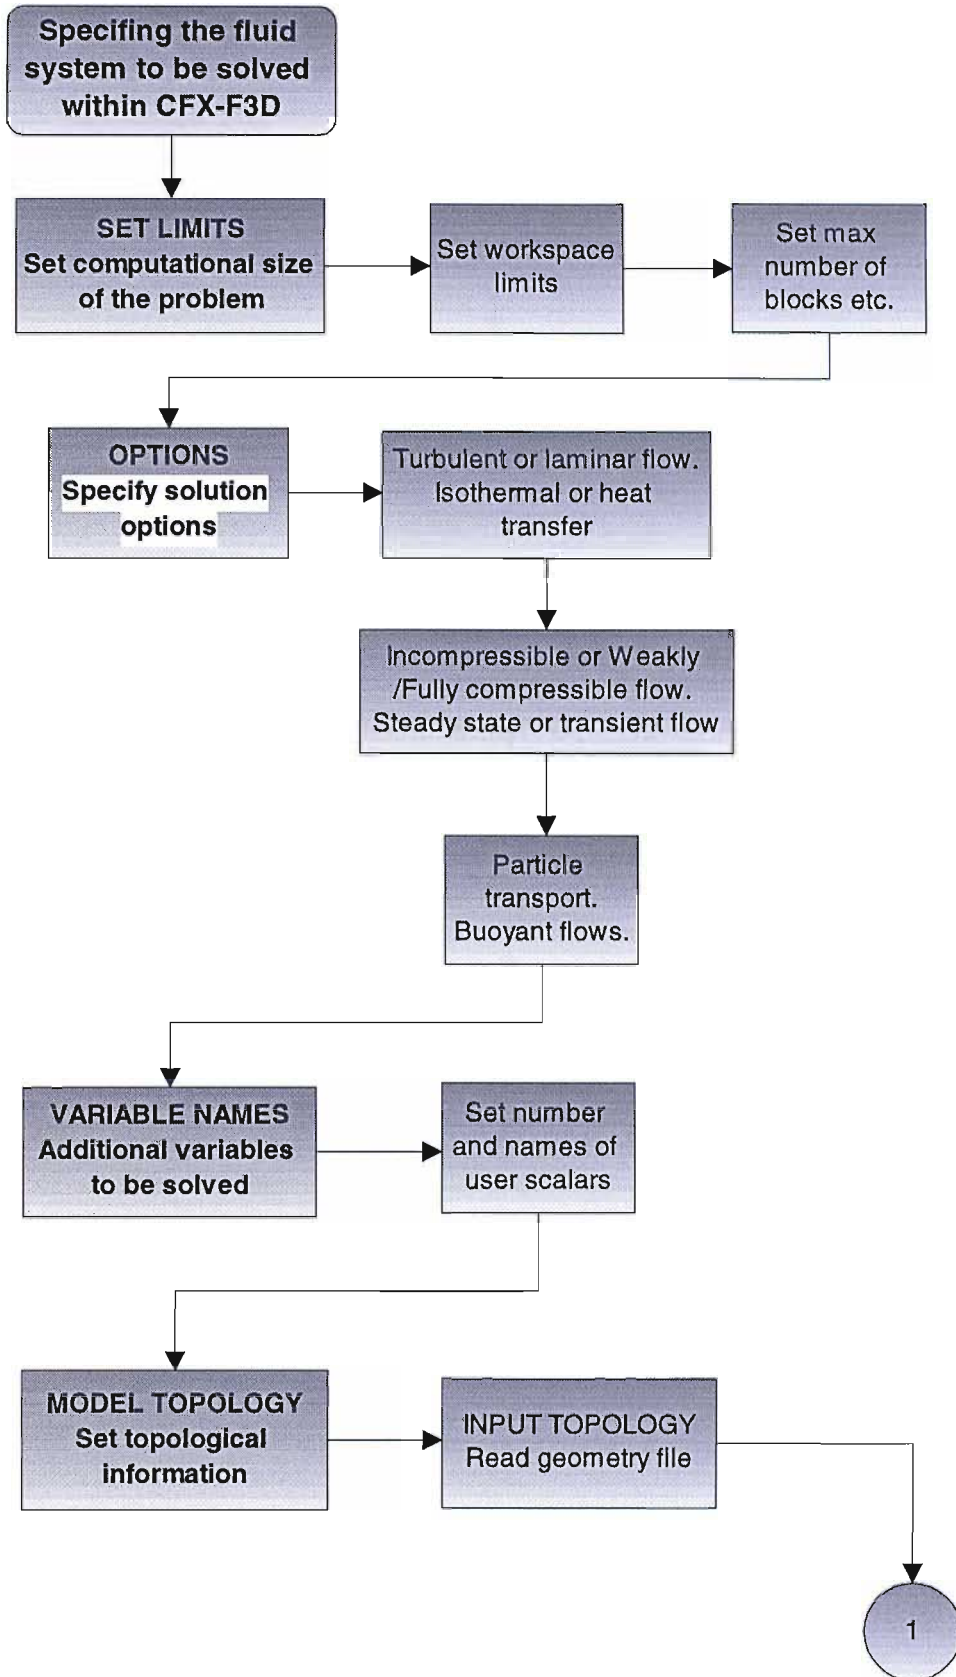 Specifing the fluid
system to be solved
within CFX-F3D
SET LIMITS
Set computational size
of the problem
Set workspace
limits
Set max
number of
blocks etc.
OPTIONS
Specify solution
options
Turbulent or laminar flow.
Isothermal or heat
transfer
Incompressible or Weakly
/Fully compressible flow.
Steady state or transient flow
Particle
transport.
Buoyant flows.
VARIABLE NAMES
Additional variables
to be solved
Set number
and names of
user scalars
MODEL TOPOLOGY
Set topological
information
INPUT TOPOLOGY
Read geometry file
1